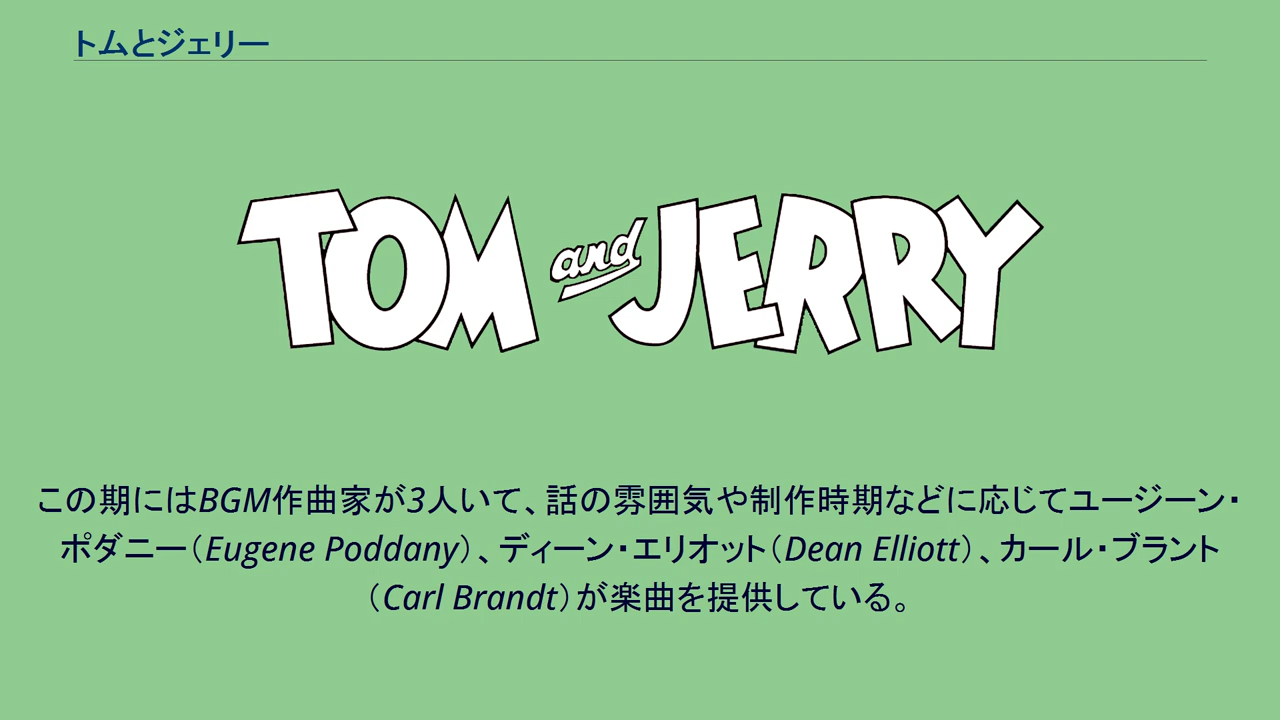 トムとジェリー
TOM and JERRY
この期にはBGM作曲家が3人いて、話の雰囲気や制作時期などに応じてユージーン・
ポダニー（Eugene Poddany）、ディーン・エリオット（Dean Elliott）、カール・ブラント
（Carl Brandt）が楽曲を提供している。